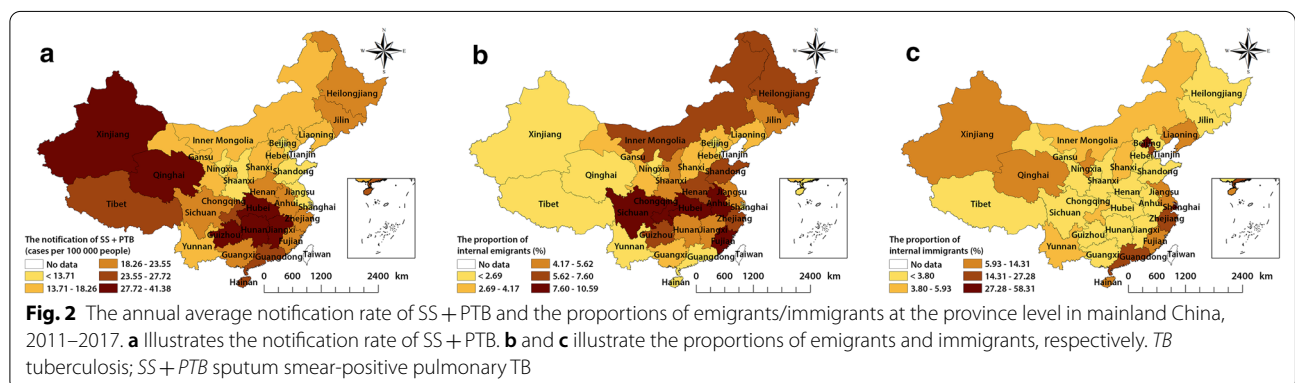 a
N
W E
S
Xinjiang
Heilongjiang
Jilin
Inner Mongolia
Liaoning
Beijing
Gansu
Hebei Tianjin
Ningxia
Shanxi
Shandong
Qinghai
Shaanxi
Henan
Jiangsu
Tibet
Chongqing
Anhui
Shanghai
Hubei
Sichuan
Zhejiang
Hunan Jiangxi
Guizhou
Fujian
Yunnan
Taiwan
Guangxi
Guangdong
Hainan
The notification of SS + PTB
(cases per 100 000 people)
No data
< 13.71
13.71 - 18.26
18.26 - 23.55
23.55 - 27.72
27.72 - 41.38
0 600 1200 2400 km
b
N
W E
S
Xinjiang
Heilongjiang
Jilin
Inner Mongolia
Liaoning
Beijing
Gansu
Hebei Tianjin
Ningxia
Shanxi
Shandong
Qinghai
Shaanxi
Henan
Jiangsu
Tibet
Chongqing
Anhui
Shanghai
Hubei
Sichuan
Zhejiang
Hunan Jiangxi
Guizhou
Fujian
Yunnan
Taiwan
Guangxi
Guangdong
Hainan
The proportion of
internal emigrants (%)
No data
< 2.69
2.69 - 4.17
4.17 - 5.62
5.62 - 7.60
7.60 - 10.59
0 600 1200 2400 km
c
N
W E
S
Xinjiang
Heilongjiang
Jilin
Inner Mongolia
Liaoning
Beijing
Gansu
Hebei Tianjin
Ningxia
Shanxi
Shandong
Qinghai
Shaanxi
Henan
Jiangsu
Tibet
Chongqing
Anhui
Shanghai
Hubei
Sichuan
Zhejiang
Hunan Jiangxi
Guizhou
Fujian
Yunnan
Taiwan
Guangxi
Guangdong
Hainan
The proportion of
internal immigrants (%)
No data
< 3.80
3.80 - 5.93
5.93 - 14.31
14.31 - 27.28
27.28 - 58.31
0 600 1200 2400 km
Fig. 2 The annual average notification rate of SS + PTB and the proportions of emigrants/immigrants at the province level in mainland China,
2011–2017. a Illustrates the notification rate of SS + PTB. b and c illustrate the proportions of emigrants and immigrants, respectively. TB
tuberculosis; SS + PTB sputum smear-positive pulmonary TB